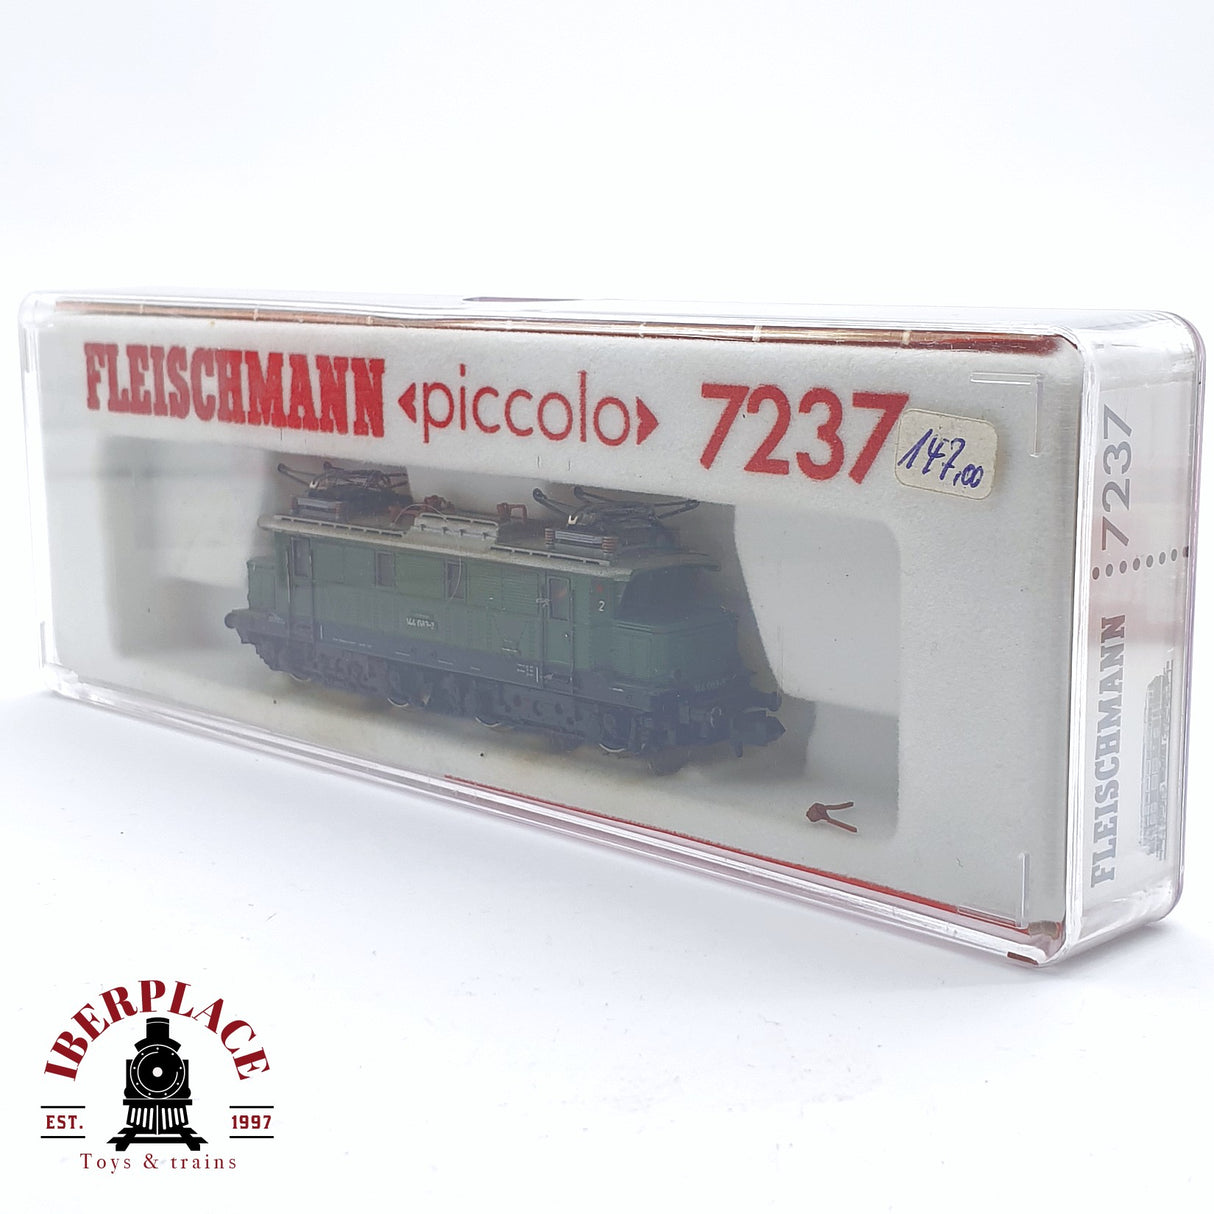 FLEISCHMANN <piccolo> 7237
147,00
FLEISCHMANN 7237
2
IBERPLACE
EST. 1997
Toys & trains